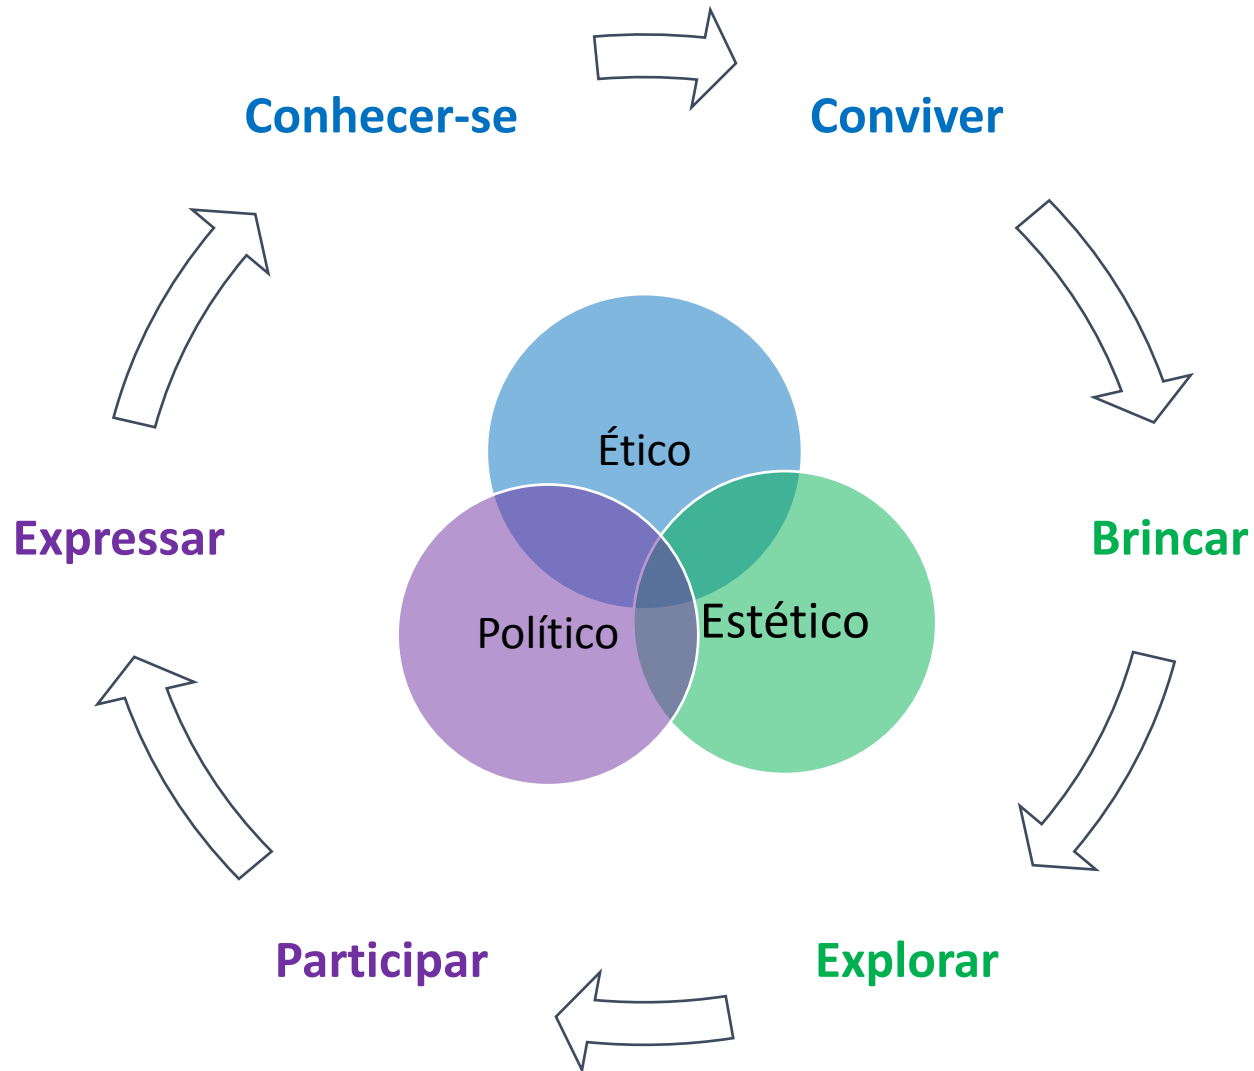 Conhecer-se
Conviver
Ético
Expressar
Brincar
Político
Estético
Participar
Explorar